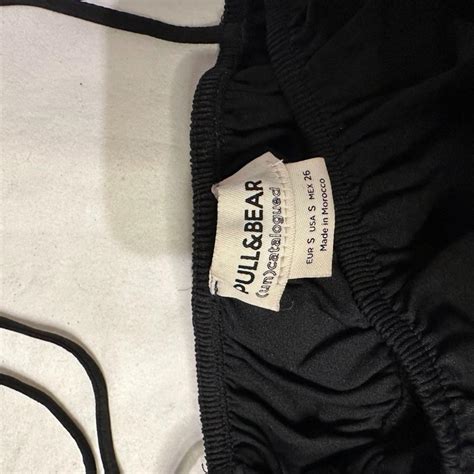 PULL&BEAR
(un)catalogued
EUR S USA S MEX 26
Made in Morocco